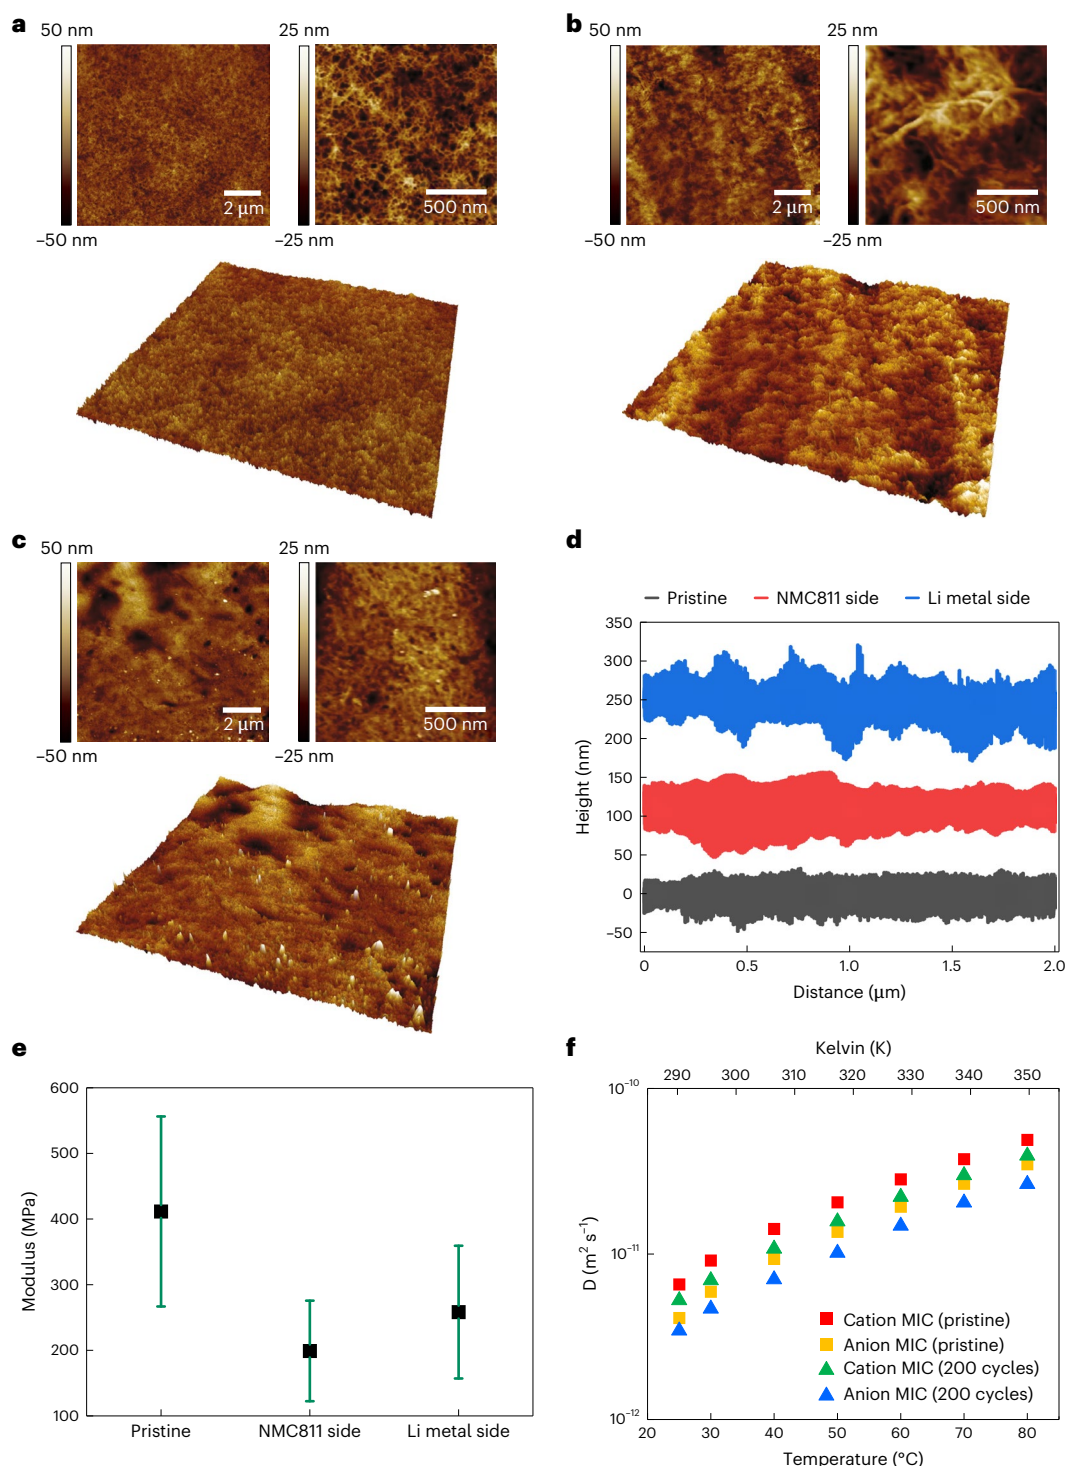 a
50 nm
25 nm
2 µm
500 nm
−50 nm
−25 nm
b
50 nm
25 nm
2 µm
500 nm
−50 nm
−25 nm
c
50 nm
25 nm
2 µm
500 nm
−50 nm
−25 nm
d
Pristine
NMC811 side
Li metal side
350
300
250
200
150
100
50
0
−50
Height (nm)
0
0.5
1.0
1.5
2.0
Distance (µm)
e
600
500
400
300
200
100
Modulus (MPa)
Pristine
NMC811 side
Li metal side
f
Kelvin (K)
290
300
310
320
330
340
350
10⁻¹⁰
10⁻¹¹
10⁻¹²
D (m² s⁻¹)
Cation MIC (pristine)
Anion MIC (pristine)
Cation MIC (200 cycles)
Anion MIC (200 cycles)
20
30
40
50
60
70
80
Temperature (°C)